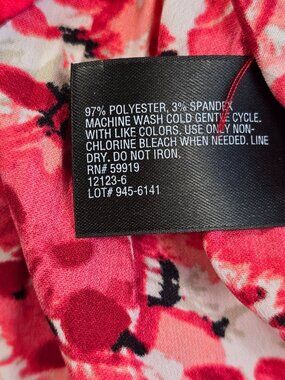 97% POLYESTER, 3% SPANDEX
MACHINE WASH COLD GENTLE CYCLE.
WITH LIKE COLORS. USE ONLY NON-
CHLORINE BLEACH WHEN NEEDED. LINE
DRY. DO NOT IRON.
RN# 59919
12123-6
LOT# 945-6141